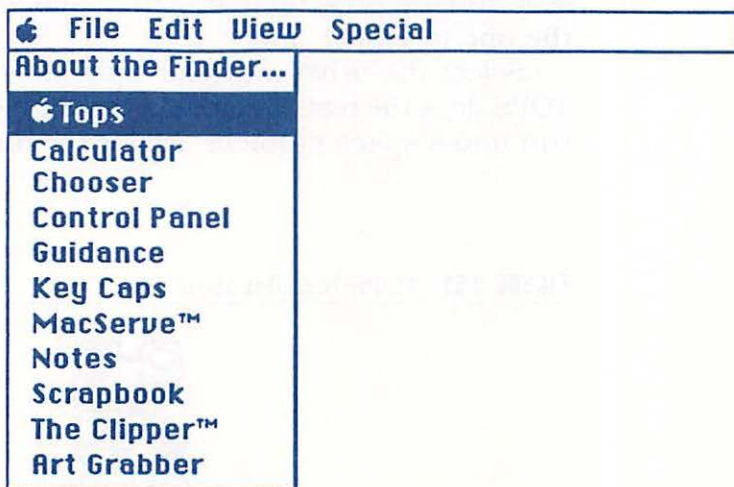 File Edit View Special
About the Finder...
Tops
Calculator
Chooser
Control Panel
Guidance
Key Caps
MacServe™
Notes
Scrapbook
The Clipper™
Art Grabber